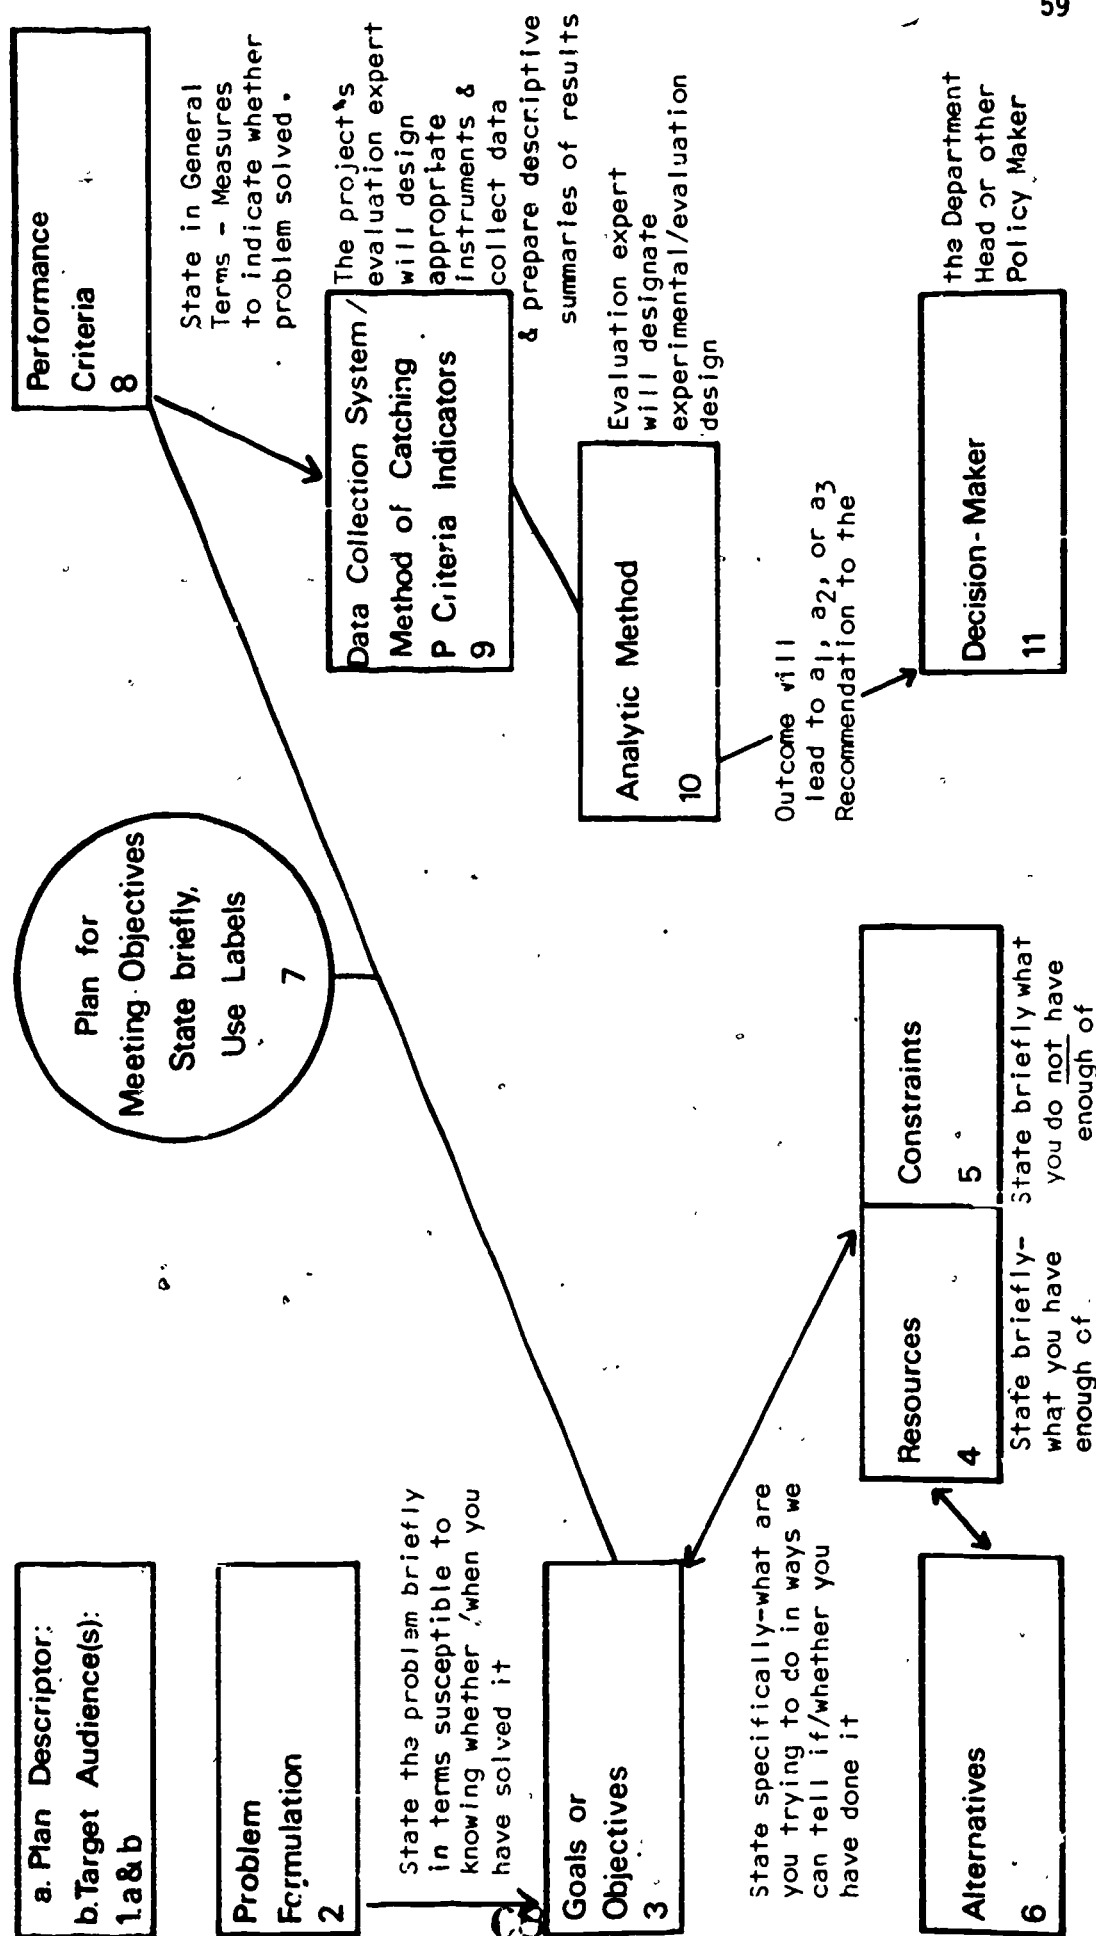 59
a. Plan Descriptor:
b. Target Audience(s):
1.a & b
Problem
Formulation
2
State the problem briefly
in terms susceptible to
knowing whether /when you
have solved it
Goals or
Objectives
3
State specifically-what are
you trying to do in ways we
can tell if/whether you
have done it
Resources
4
State briefly-
what you have
enough of
Constraints
5
State briefly what
you do not have
enough of
Alternatives
6
Plan for
Meeting Objectives
State briefly,
Use Labels
7
Performance
Criteria
8
State in General
Terms - Measures
to indicate whether
problem solved.
Data Collection System/
Method of Catching
P Criteria Indicators
9
The project's
evaluation expert
will design
appropriate
instruments &
collect data
& prepare descriptive
summaries of results
Analytic Method
10
Evaluation expert
will designate
experimental/evaluation
design
Outcome will
lead to a1, a2, or a3
Recommendation to the
Decision-Maker
11
the Department
Head or other
Policy Maker